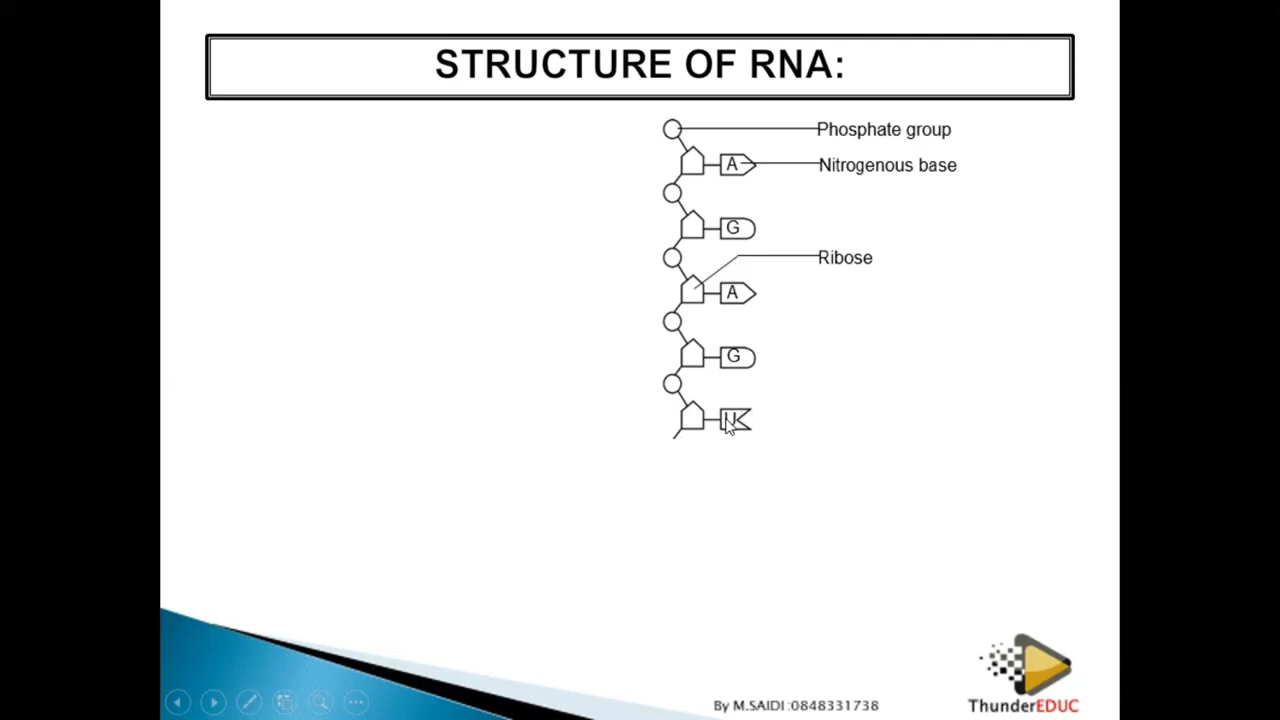 STRUCTURE OF RNA:
Phosphate group
A
Nitrogenous base
G
Ribose
A
G
By M.SAIDI :0848331738
ThunderEDUC